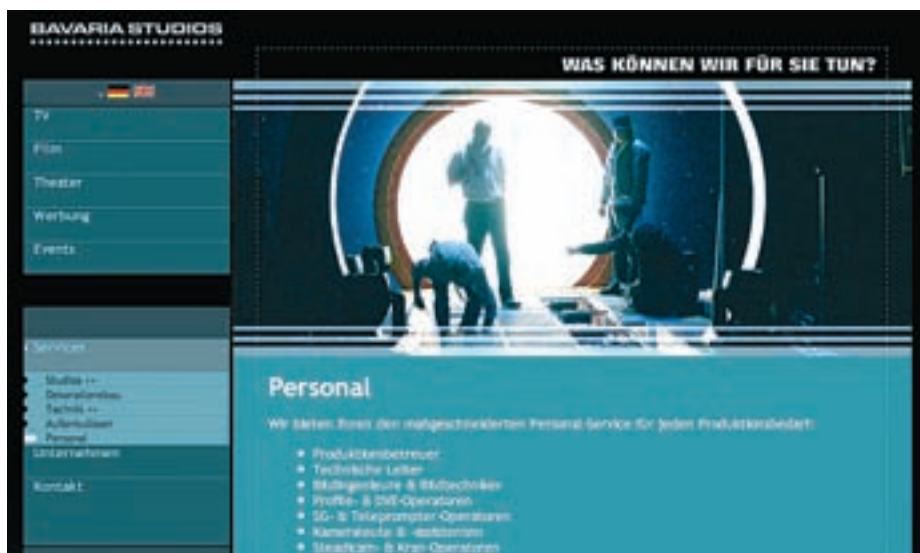 BAVARIA STUDIOS
WAS KÖNNEN WIR FÜR SIE TUN?
TV
Film
Theater
Werbung
Events
Services
Studios
Dekorationsbau
Technik
Außenkulissen
Personal
Unternehmen
Kontakt
Personal
Wir bieten Ihnen den maßgeschneiderten Personal-Service für jeden Produktionsbedarf:
Produktionsbetreuer
Technische Leiter
Bildingenieure & Bildtechniker
Profile- & DVE-Operatoren
SG- & Teleprompter-Operatoren
Kameraleute & -assistenten
Steadicam- & Kran-Operatoren